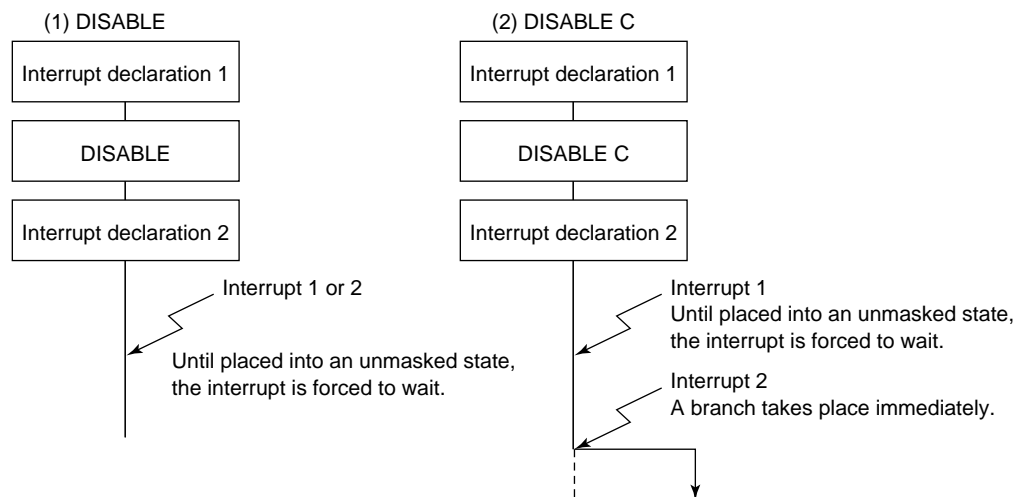 (1) DISABLE
Interrupt declaration 1
DISABLE
Interrupt declaration 2
Interrupt 1 or 2
Until placed into an unmasked state,
the interrupt is forced to wait.
(2) DISABLE C
Interrupt declaration 1
DISABLE C
Interrupt declaration 2
Interrupt 1
Until placed into an unmasked state,
the interrupt is forced to wait.
Interrupt 2
A branch takes place immediately.